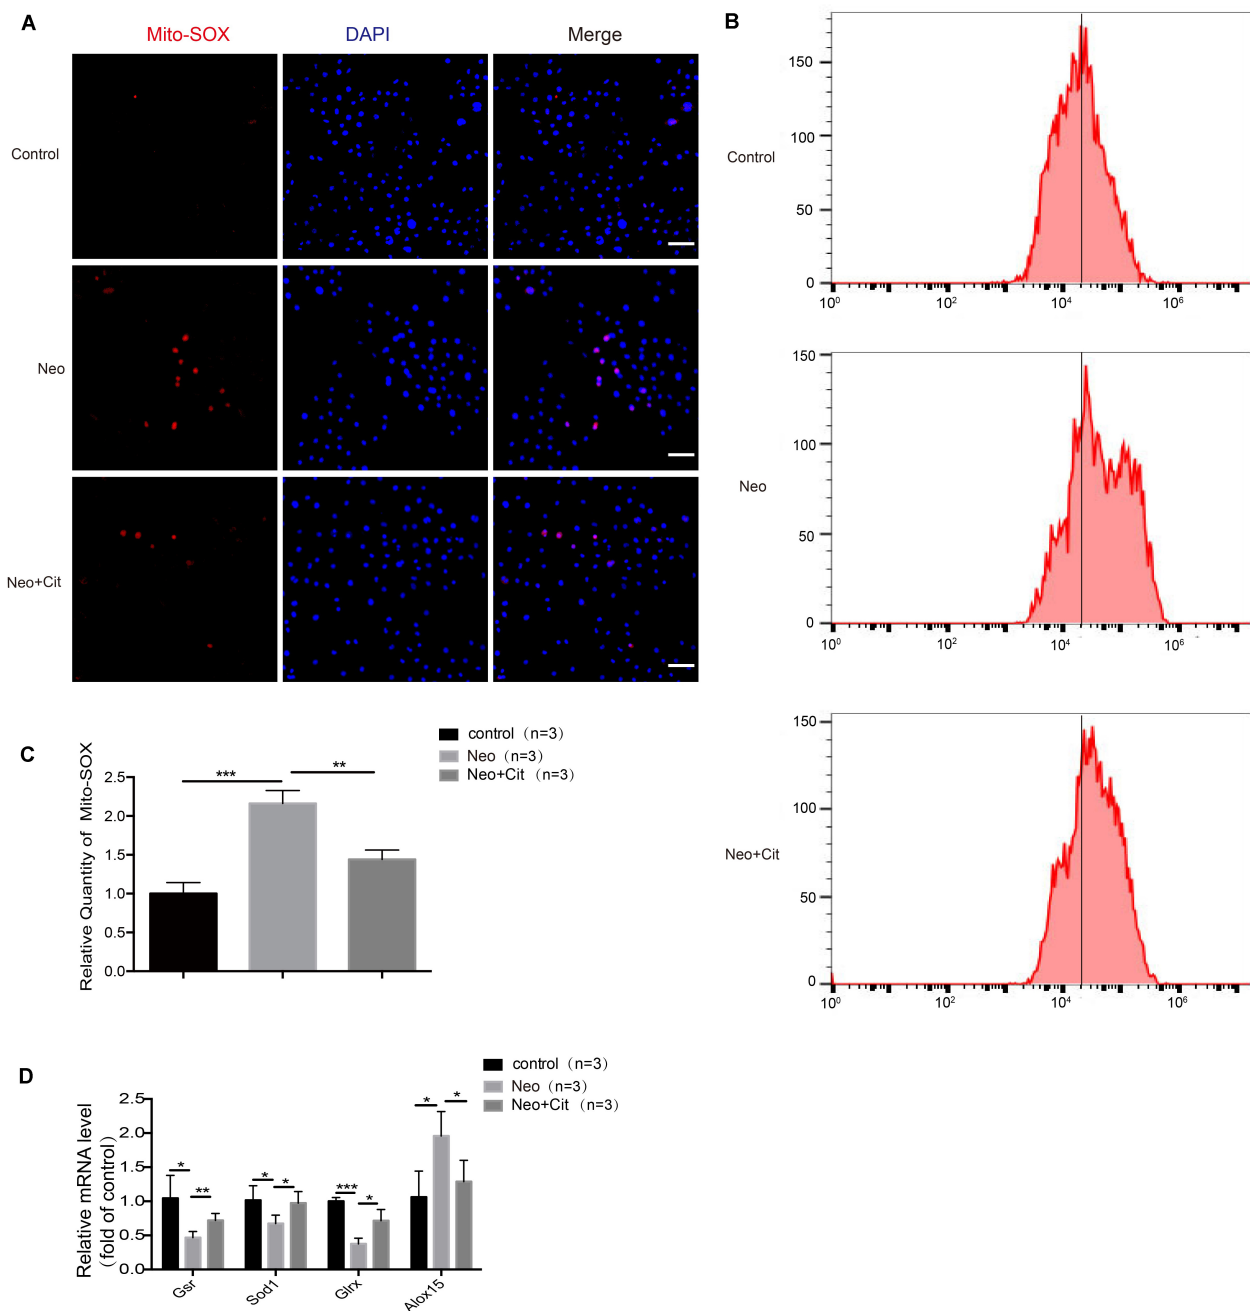 A
Mito-SOX DAPI Merge
Control
Neo
Neo+Cit
B
Control
150
100
50
0
10⁰ 10² 10⁴ 10⁶
Neo
150
100
50
0
10⁰ 10² 10⁴ 10⁶
Neo+Cit
150
100
50
0
10⁰ 10² 10⁴ 10⁶
C
control（n=3）
Neo（n=3）
Neo+Cit（n=3）
Relative Quantity of Mito-SOX
2.5
2.0
1.5
1.0
0.5
0.0
*** **
D
control（n=3）
Neo（n=3）
Neo+Cit（n=3）
Relative mRNA level
（fold of control）
2.5
2.0
1.5
1.0
0.5
0.0
* ** * * *** * * *
Gsr Sod1 Glrx Alox15